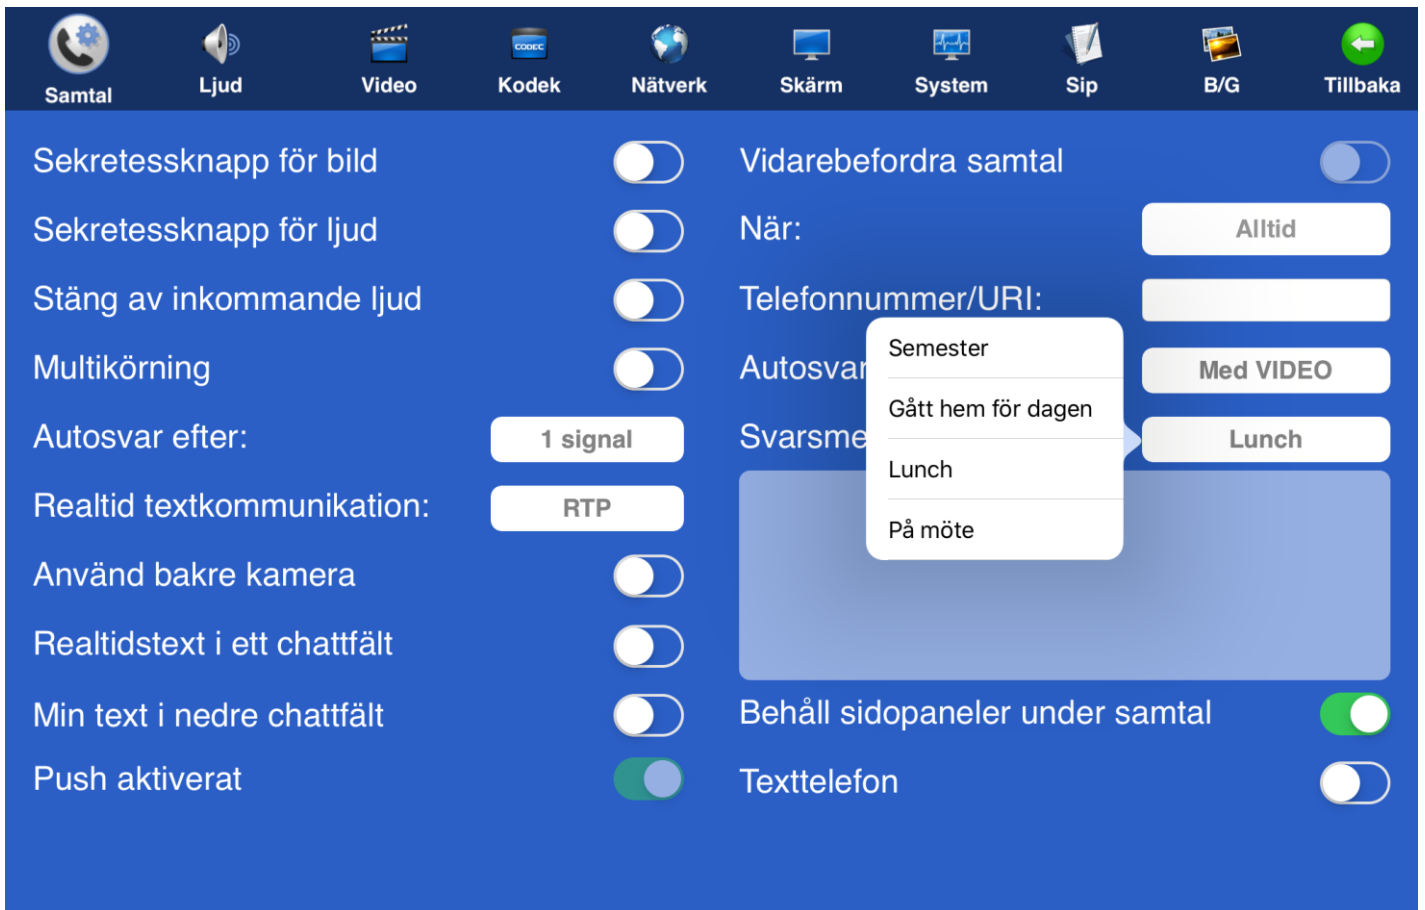 Samtal
Ljud
Video
CODEC
Kodek
Nätverk
Skärm
System
Sip
B/G
Tillbaka
Sekretessknapp för bild
Sekretessknapp för ljud
Stäng av inkommande ljud
Multikörning
Autosvar efter: 1 signal
Realtid textkommunikation: RTP
Använd bakre kamera
Realtidstext i ett chattfält
Min text i nedre chattfält
Push aktiverat
Vidarebefordra samtal
När: Alltid
Telefonnummer/URI:
Autosvar Med VIDEO
Svarsme Lunch
Semester
Gått hem för dagen
Lunch
På möte
Behåll sidopaneler under samtal
Texttelefon